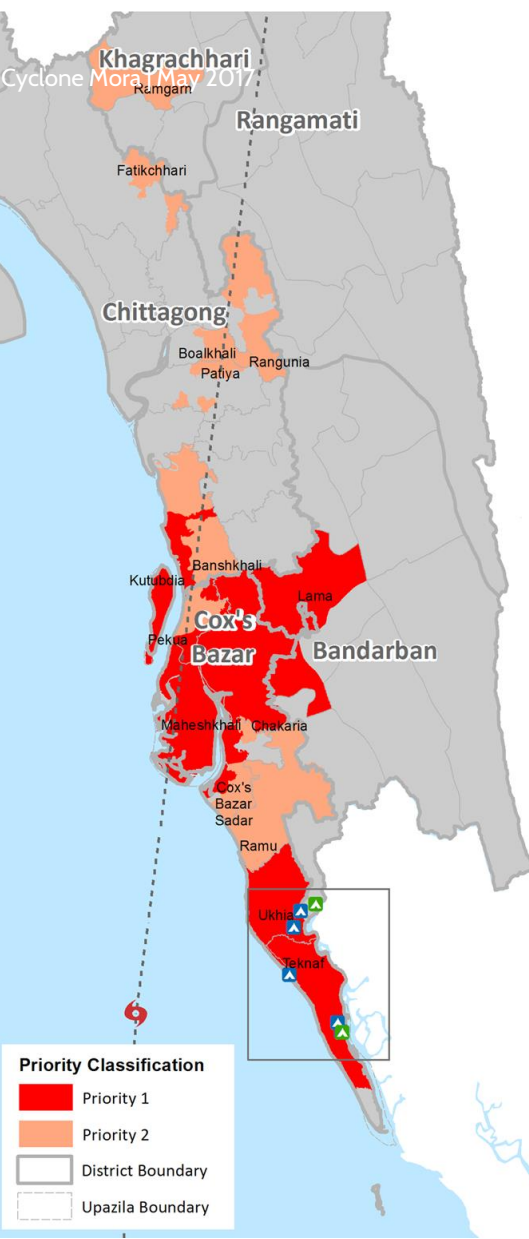 Khagrachhari
Cyclone Mora | May 2017
Ramgarh
Rangamati
Fatikchhari
Chittagong
Boalkhali
Rangunia
Patiya
Banshkhali
Kutubdia
Lama
Cox's
Bazar
Pekua
Bandarban
Maheshkhali
Chakaria
Cox's
Bazar
Sadar
Ramu
Ukhia
Teknaf
Priority Classification
Priority 1
Priority 2
District Boundary
Upazila Boundary